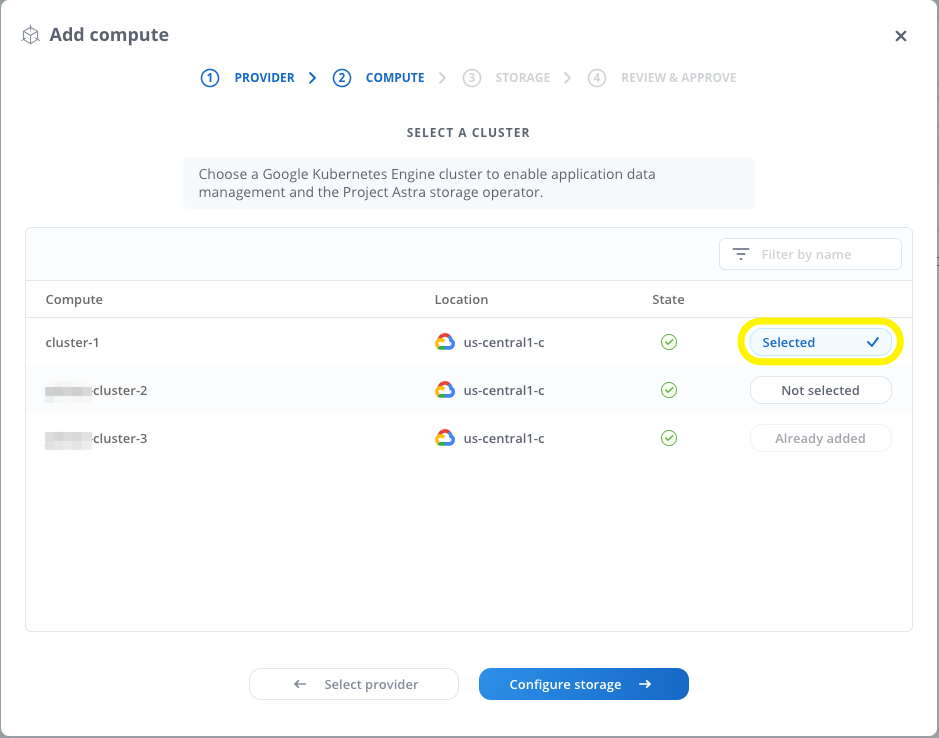 Add compute
1 PROVIDER 2 COMPUTE 3 STORAGE 4 REVIEW & APPROVE
SELECT A CLUSTER
Choose a Google Kubernetes Engine cluster to enable application data
management and the Project Astra storage operator.
Filter by name
Compute Location State
cluster-1 us-central1-c Selected
-cluster-2 us-central1-c Not selected
-cluster-3 us-central1-c Already added
Select provider Configure storage